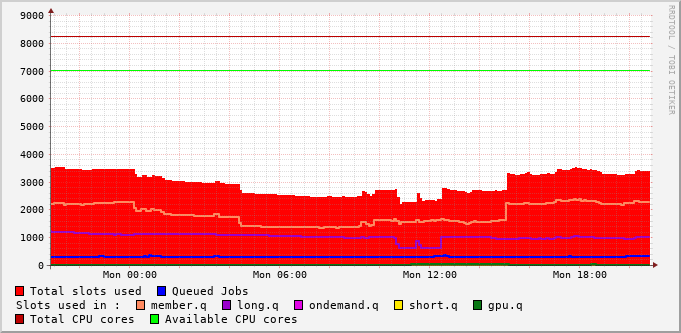 9000
8000
7000
6000
5000
4000
3000
2000
1000
0
Mon 00:00 Mon 06:00 Mon 12:00 Mon 18:00
RRDTOOL / TOBI OETIKER
Total slots used Queued Jobs
Slots used in : member.q long.q ondemand.q short.q gpu.q
Total CPU cores Available CPU cores